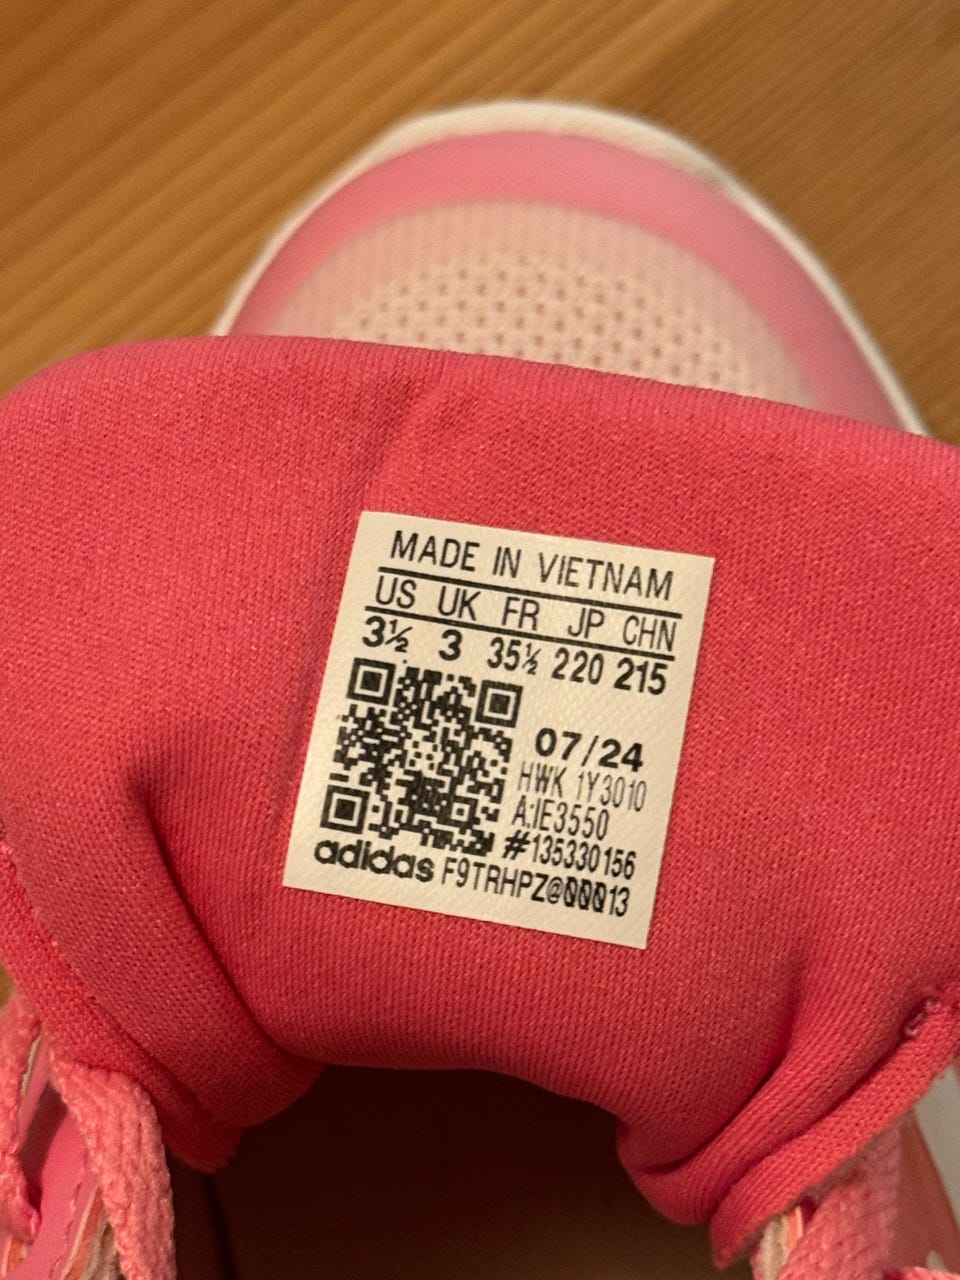 MADE IN VIETNAM
US UK FR JP CHN
3½ 3 35½ 220 215
07/24
HWK 1Y3010
A:IE3550
#135330156
adidas F9TRHPZ@00013